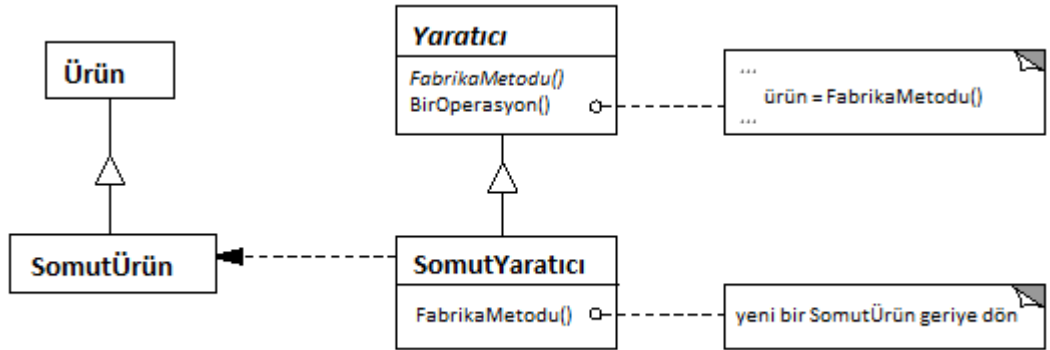 Ürün
Yaratıcı
FabrikaMetodu()
BirOperasyon()
...
ürün = FabrikaMetodu()
...
SomutÜrün
SomutYaratıcı
FabrikaMetodu()
yeni bir SomutÜrün geriye dön